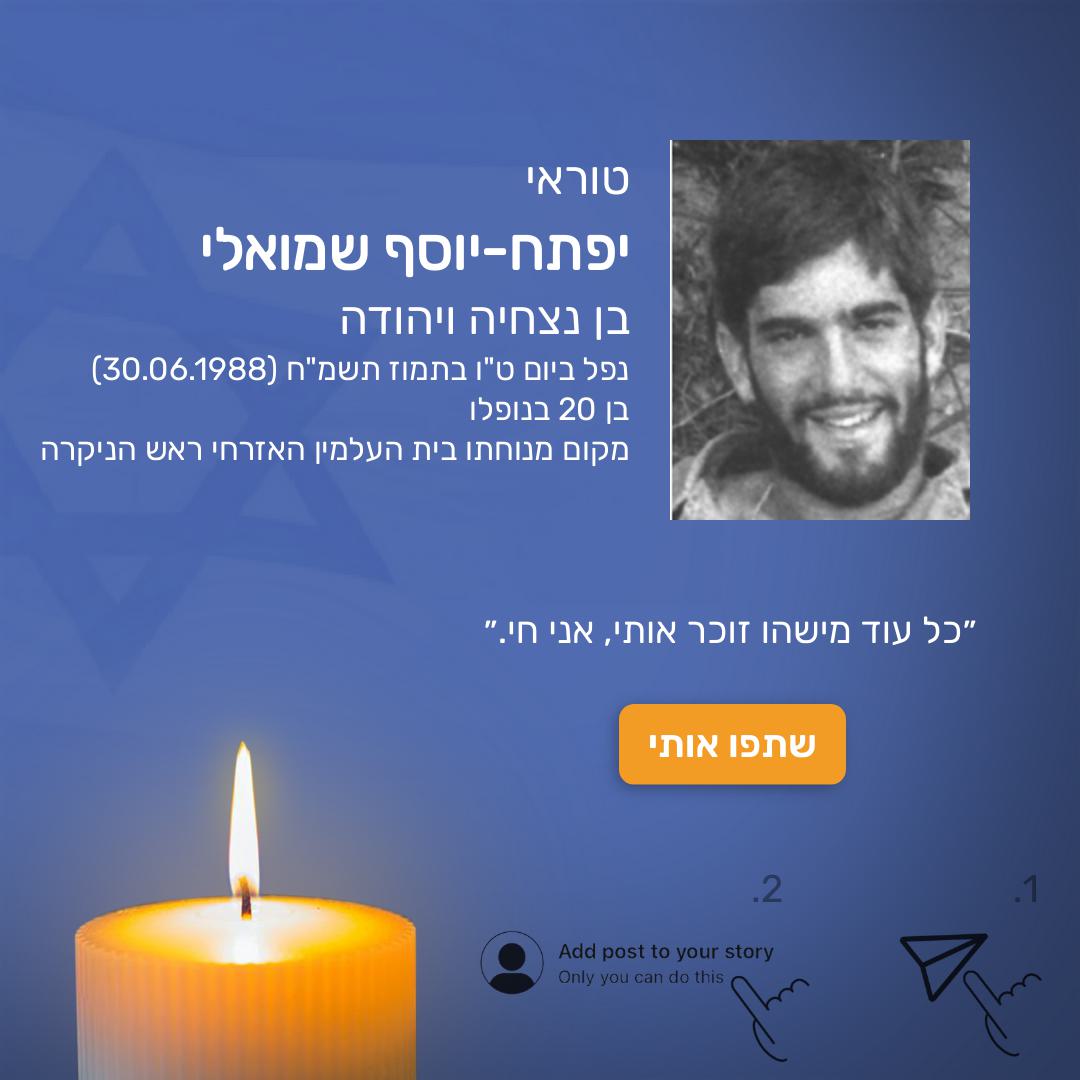 טוראי
יפתח-יוסף שמואלי
בן נצחיה ויהודה
נפל ביום ט"ו בתמוז תשמ"ח (30.06.1988)
בן 20 בנופלו
מקום מנוחתו בית העלמין האזרחי ראש הניקרה
״כל עוד מישהו זוכר אותי, אני חי.״
שתפו אותי
1.
2.
Add post to your story
Only you can do this